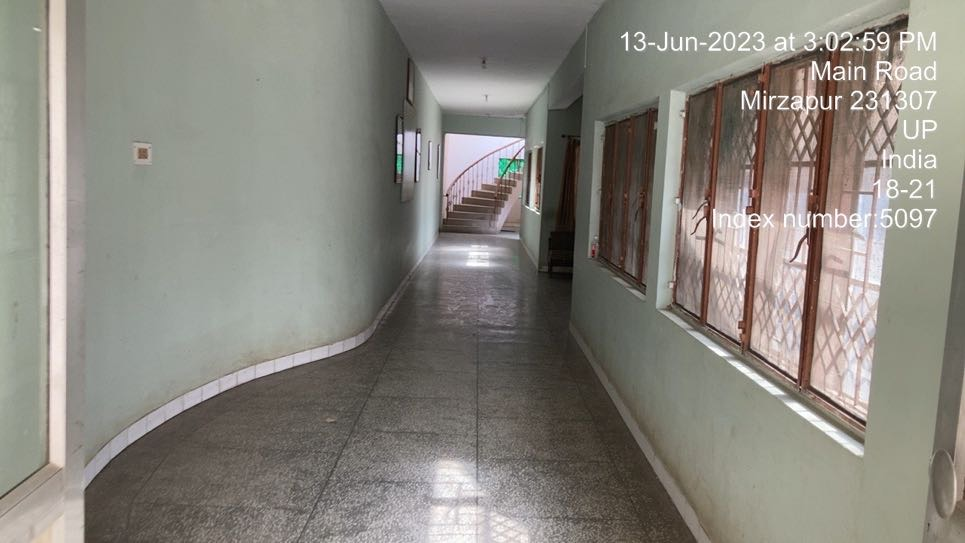 13-Jun-2023 at 3:02:59 PM
Main Road
Mirzapur 231307
UP
India
18-21
Index number:5097